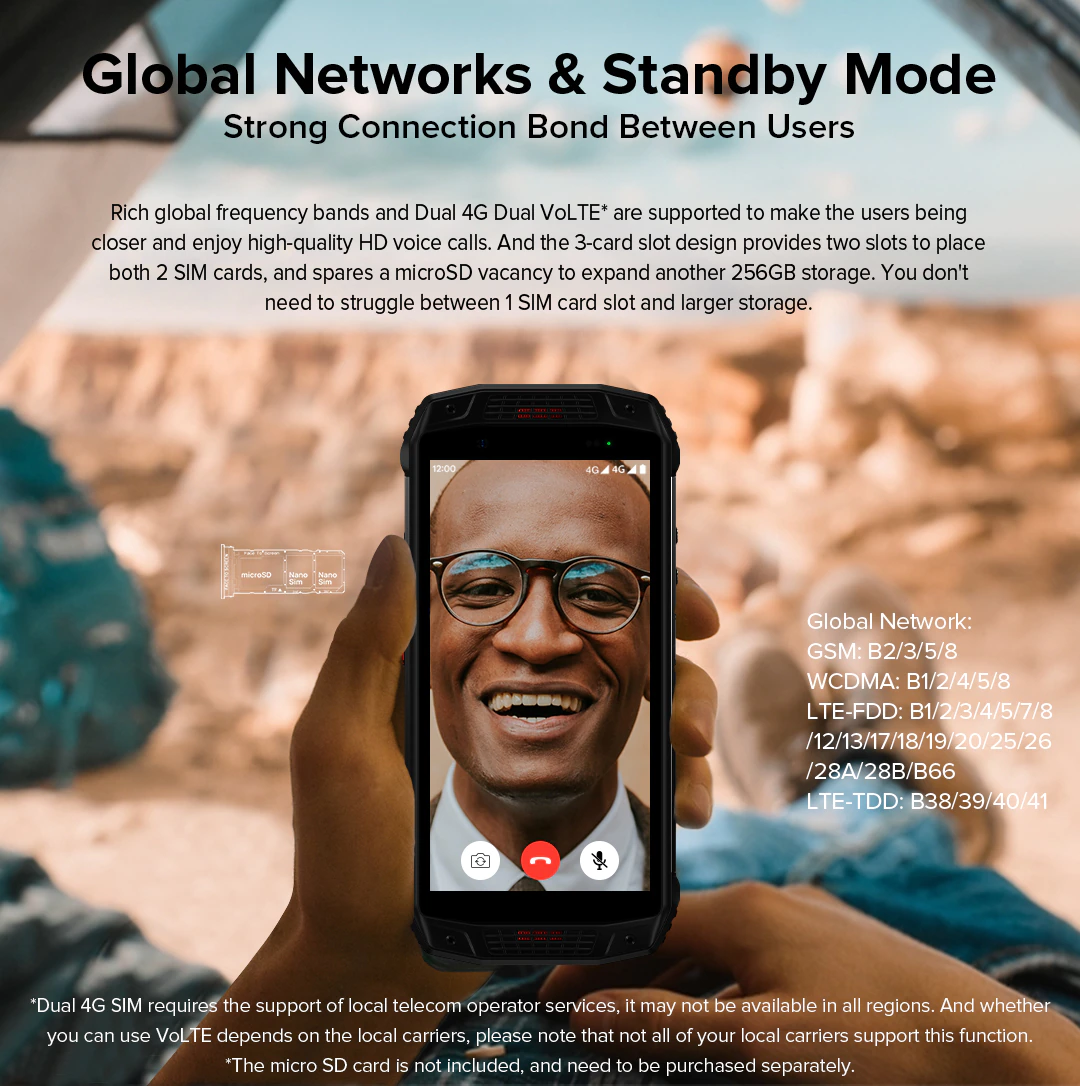 Global Networks & Standby Mode
Strong Connection Bond Between Users
Rich global frequency bands and Dual 4G Dual VoLTE* are supported to make the users being
closer and enjoy high-quality HD voice calls. And the 3-card slot design provides two slots to place
both 2 SIM cards, and spares a microSD vacancy to expand another 256GB storage. You don't
need to struggle between 1 SIM card slot and larger storage.
12:00 4G 4G
microSD
Nano
Sim
Nano
Sim
Global Network:
GSM: B2/3/5/8
WCDMA: B1/2/4/5/8
LTE-FDD: B1/2/3/4/5/7/8
/12/13/17/18/19/20/25/26
/28A/28B/B66
LTE-TDD: B38/39/40/41
*Dual 4G SIM requires the support of local telecom operator services, it may not be available in all regions. And whether
you can use VoLTE depends on the local carriers, please note that not all of your local carriers support this function.
*The micro SD card is not included, and need to be purchased separately.